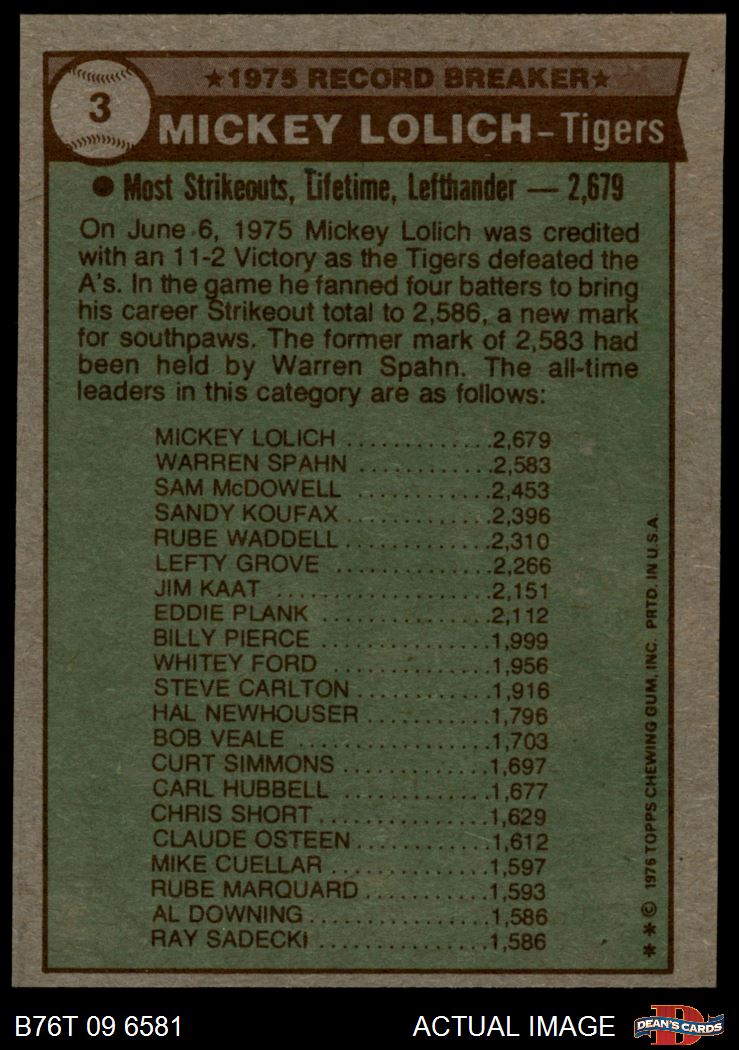 3
★1975 RECORD BREAKER★
MICKEY LOLICH–Tigers
● Most Strikeouts, Lifetime, Lefthander — 2,679
On June 6, 1975 Mickey Lolich was credited
with an 11-2 Victory as the Tigers defeated the
A's. In the game he fanned four batters to bring
his career Strikeout total to 2,586, a new mark
for southpaws. The former mark of 2,583 had
been held by Warren Spahn. The all-time
leaders in this category are as follows:
MICKEY LOLICH .............2,679
WARREN SPAHN ............2,583
SAM McDOWELL ............2,453
SANDY KOUFAX .............2,396
RUBE WADDELL .............2,310
LEFTY GROVE ..............2,266
JIM KAAT ....................2,151
EDDIE PLANK ...............2,112
BILLY PIERCE ...............1,999
WHITEY FORD ..............1,956
STEVE CARLTON ............1,916
HAL NEWHOUSER ..........1,796
BOB VEALE .................1,703
CURT SIMMONS .............1,697
CARL HUBBELL .............1,677
CHRIS SHORT ...............1,629
CLAUDE OSTEEN ............1,612
MIKE CUELLAR ..............1,597
RUBE MARQUARD ...........1,593
AL DOWNING ................1,586
RAY SADECKI ...............1,586
* * © 1976 TOPPS CHEWING GUM, INC. PRTD. IN U.S.A.
B76T 09 6581
ACTUAL IMAGE
D
DEAN'S CARDS